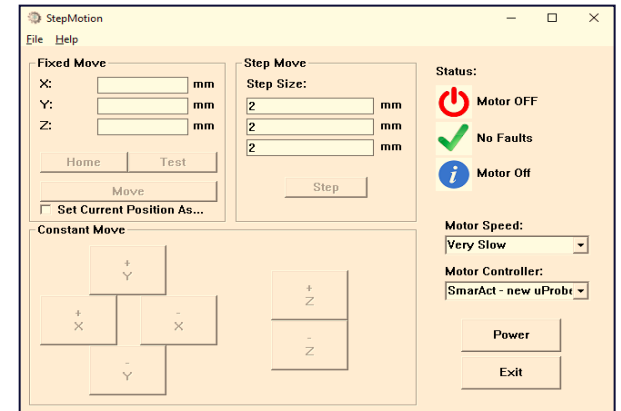 StepMotion
File Help
Fixed Move
X: mm
Y: mm
Z: mm
Home Test
Move
Set Current Position As...
Step Move
Step Size:
2 mm
2 mm
2 mm
Step
Status:
Motor OFF
No Faults
i Motor Off
Constant Move
+
Y
+
X
-
X
-
Y
+
Z
-
Z
Motor Speed:
Very Slow
Motor Controller:
SmarAct - new uProbe
Power
Exit